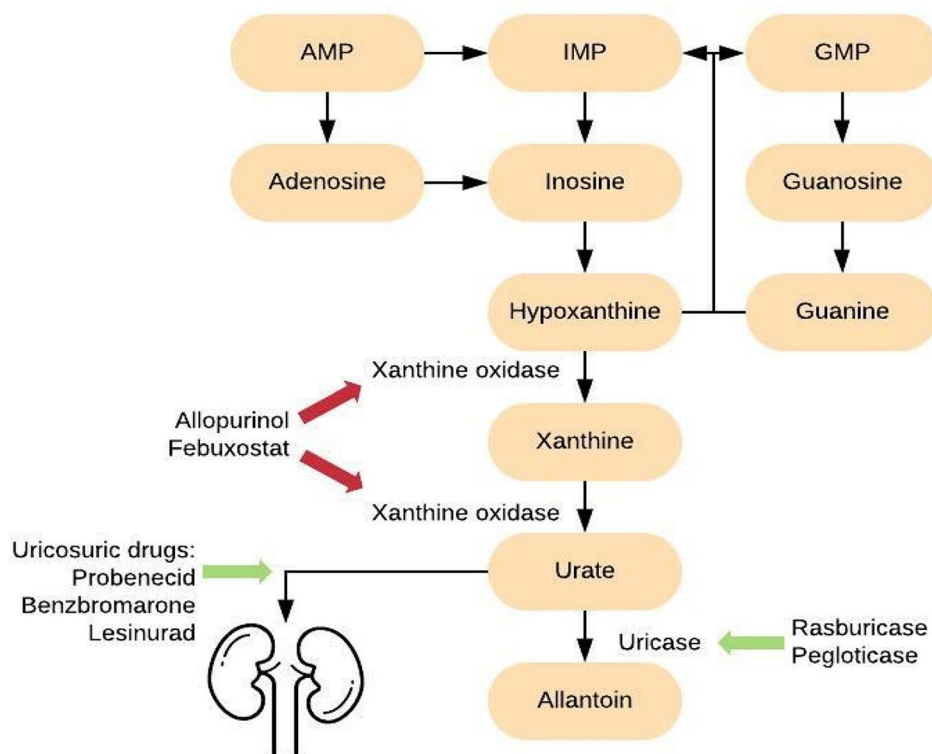 AMP
IMP
GMP
Adenosine
Inosine
Guanosine
Hypoxanthine
Guanine
Xanthine oxidase
Allopurinol
Febuxostat
Xanthine
Xanthine oxidase
Uricosuric drugs:
Probenecid
Benzbromarone
Lesinurad
Urate
Uricase
Rasburicase
Pegloticase
Allantoin